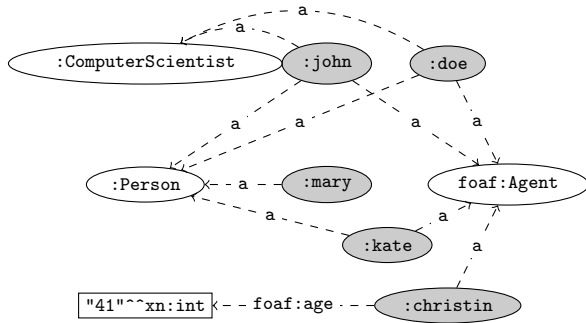 a
a
:ComputerScientist
:john
:doe
a
a
a
a
:Person
a
:mary
foaf:Agent
a
a
:kate
a
"41"^^xn:int
foaf:age
:christin